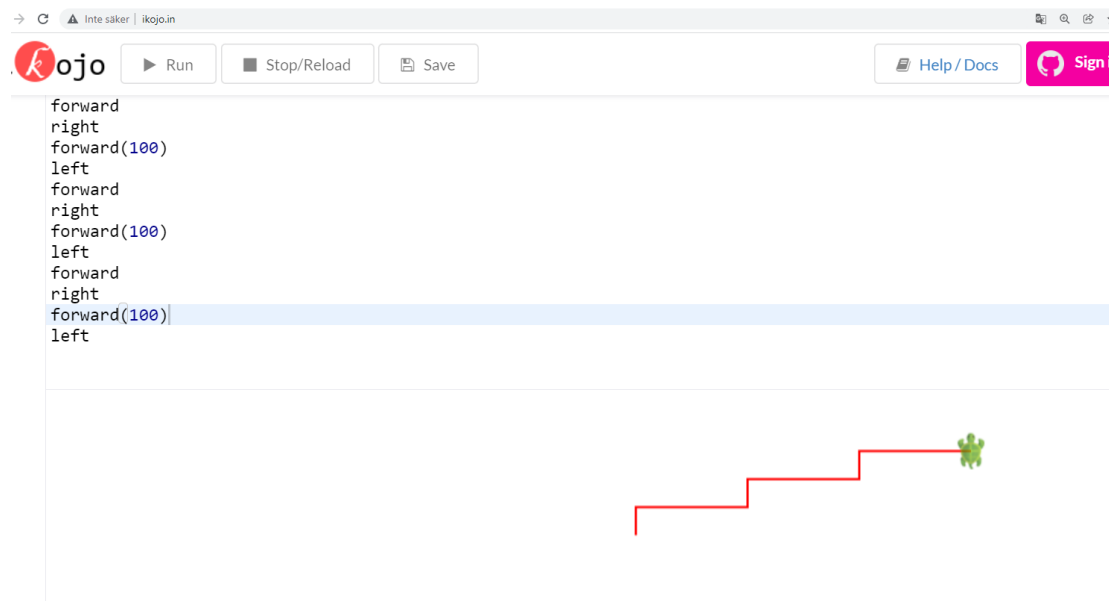 Inte säker
ikojo.in
kojo
Run
Stop/Reload
Save
Help / Docs
Sign i
forward
right
forward(100)
left
forward
right
forward(100)
left
forward
right
forward(100)
left